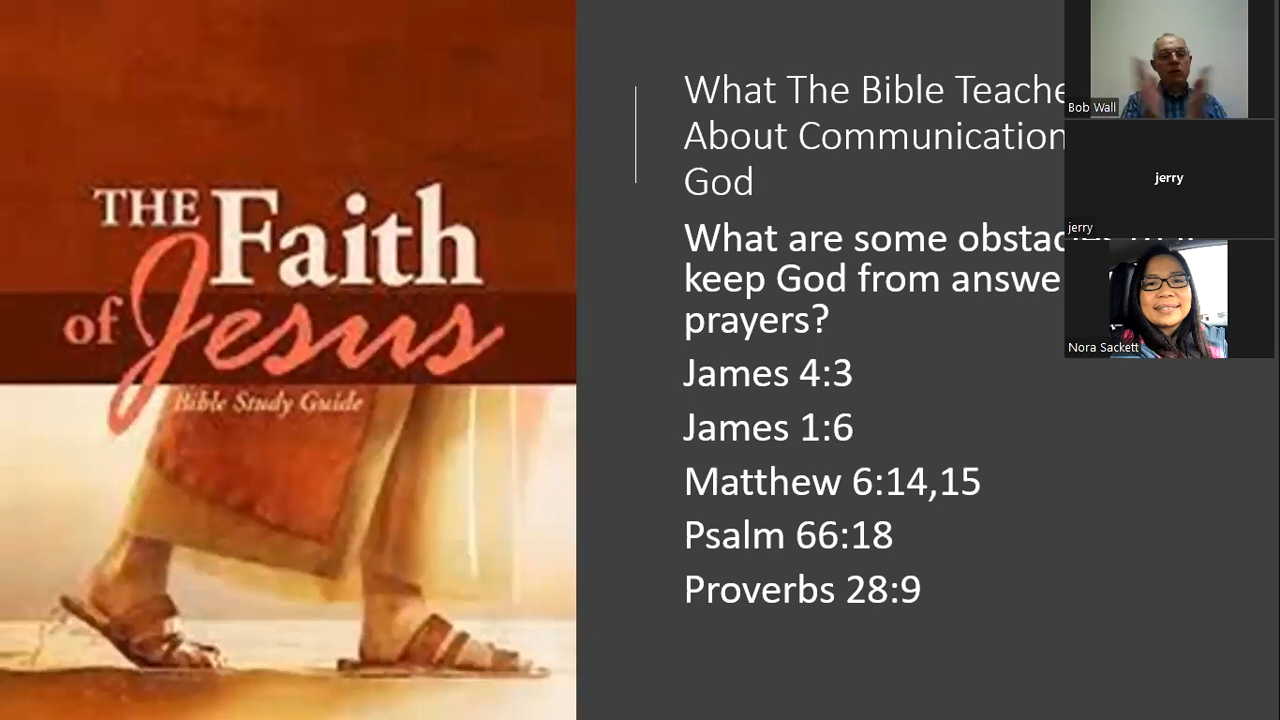 THE Faith
of Jesus
Bible Study Guide
What The Bible Teache
About Communication
God
What are some obstac
keep God from answe
prayers?
James 4:3
James 1:6
Matthew 6:14,15
Psalm 66:18
Proverbs 28:9
Bob Wall
jerry
jerry
Nora Sackett